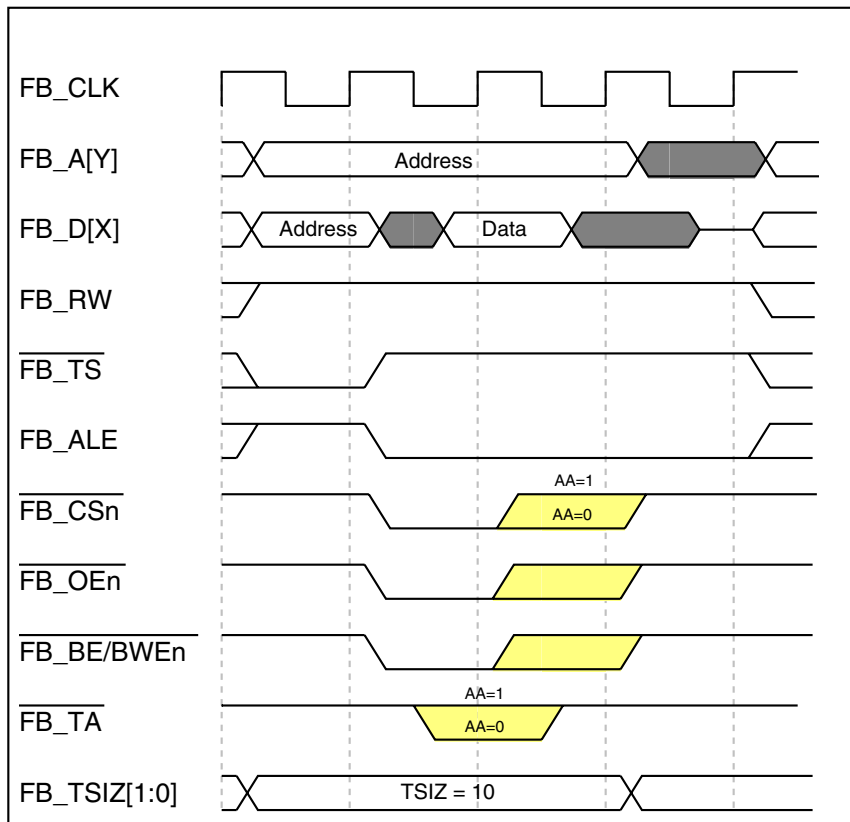 FB_CLK
FB_A[Y]
Address
FB_D[X]
Address
Data
FB_RW
FB_TS
FB_ALE
AA=1
FB_CSn
AA=0
FB_OEn
FB_BE/BWEn
AA=1
FB_TA
AA=0
FB_TSIZ[1:0]
TSIZ = 10